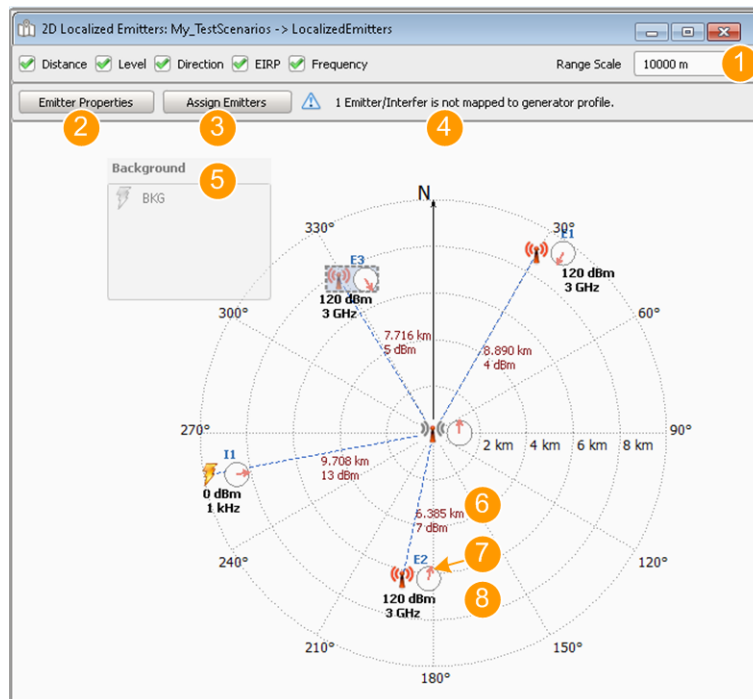 2D Localized Emitters: My_TestScenarios -> LocalizedEmitters
Distance Level Direction EIRP Frequency Range Scale 10000 m 1
Emitter Properties Assign Emitters 1 Emitter/Interfer is not mapped to generator profile.
2 3 4
Background
5
BKG
N
330° 30°
E1
E3
120 dBm
3 GHz
120 dBm
3 GHz
300° 60°
7.716 km
5 dBm
8.890 km
4 dBm
270° 90°
2 km 4 km 6 km 8 km
I1
9.708 km
13 dBm
0 dBm
1 kHz
6.385 km
7 dBm
6
240° 120°
E2
7
120 dBm
3 GHz
8
210° 150°
180°